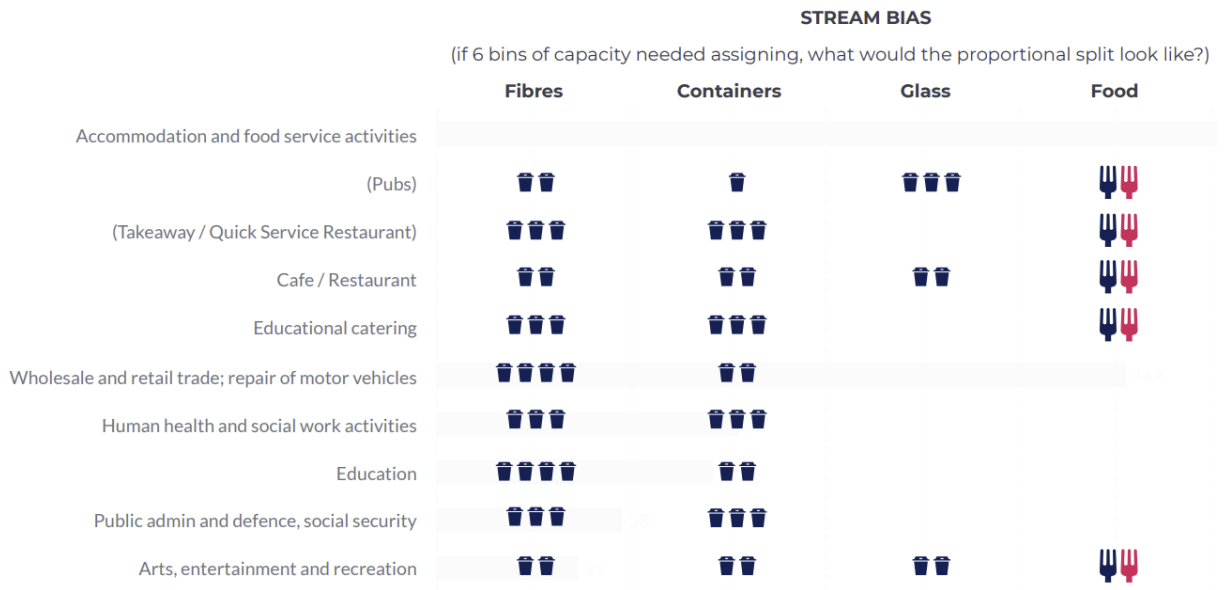 STREAM BIAS
(if 6 bins of capacity needed assigning, what would the proportional split look like?)
Fibres Containers Glass Food
Accommodation and food service activities
(Pubs)
(Takeaway / Quick Service Restaurant)
Cafe / Restaurant
Educational catering
Wholesale and retail trade; repair of motor vehicles
Human health and social work activities
Education
Public admin and defence, social security
Arts, entertainment and recreation